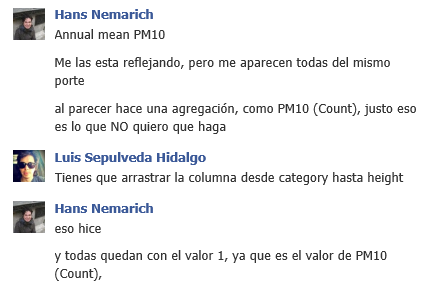 Hans Nemarich
Annual mean PM10
Me las esta reflejando, pero me aparecen todas del mismo
porte
al parecer hace una agregación, como PM10 (Count), justo eso
es lo que NO quiero que haga
Luis Sepulveda Hidalgo
Tienes que arrastrar la columna desde category hasta height
Hans Nemarich
eso hice
y todas quedan con el valor 1, ya que es el valor de PM10
(Count),